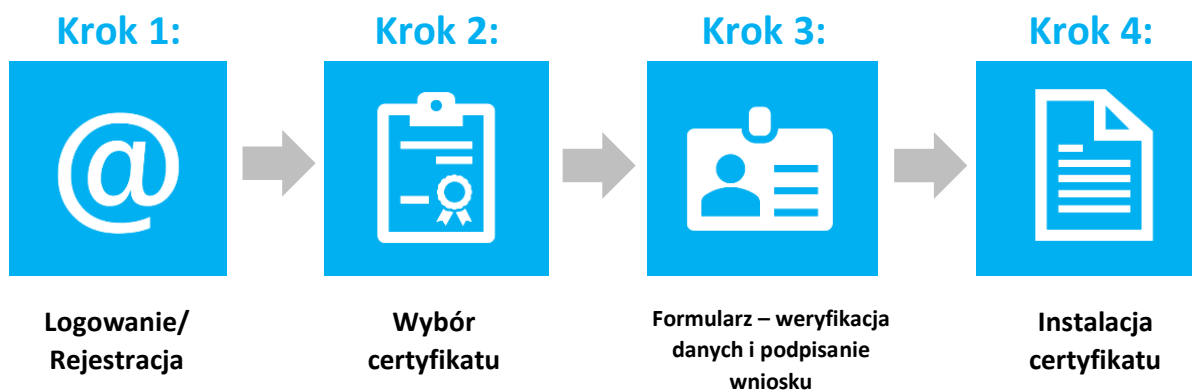 Krok 1:
Krok 2:
Krok 3:
Krok 4:
@
Logowanie/
Rejestracja
Wybór
certyfikatu
Formularz – weryfikacja
danych i podpisanie
wniosku
Instalacja
certyfikatu